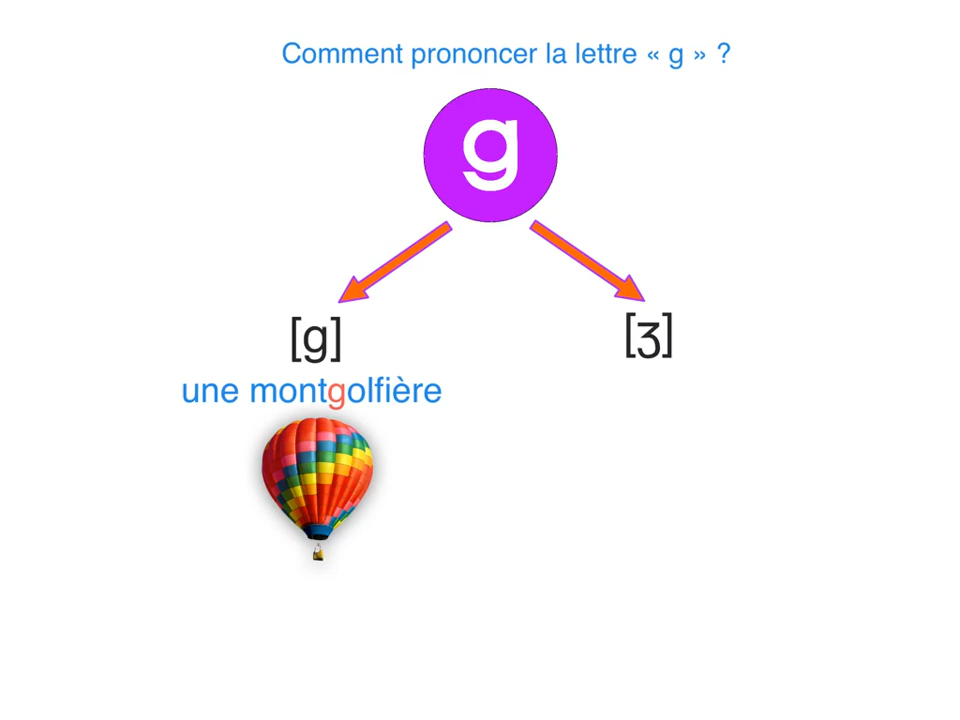 Comment prononcer la lettre « g » ?
g
[g]
[ʒ]
une montgolfière